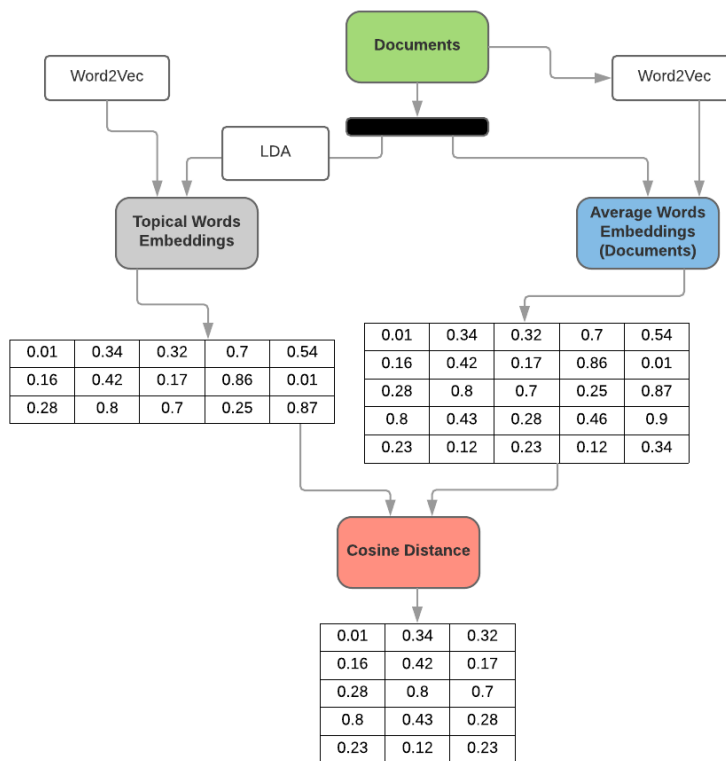 Documents
Word2Vec
Word2Vec
LDA
Topical Words
Embeddings
Average Words
Embeddings
(Documents)
0.01 0.34 0.32 0.7 0.54
0.16 0.42 0.17 0.86 0.01
0.28 0.8 0.7 0.25 0.87
0.01 0.34 0.32 0.7 0.54
0.16 0.42 0.17 0.86 0.01
0.28 0.8 0.7 0.25 0.87
0.8 0.43 0.28 0.46 0.9
0.23 0.12 0.23 0.12 0.34
Cosine Distance
0.01 0.34 0.32
0.16 0.42 0.17
0.28 0.8 0.7
0.8 0.43 0.28
0.23 0.12 0.23